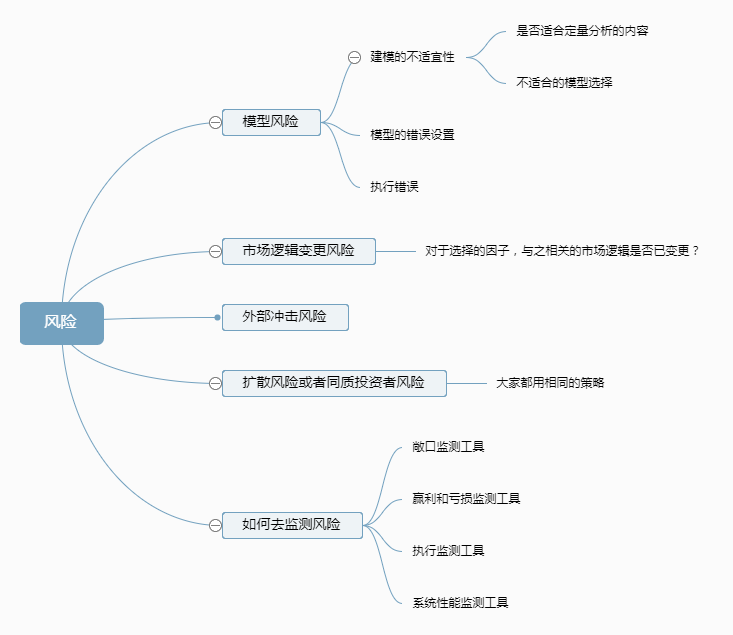 风险
模型风险
建模的不适宜性
是否适合定量分析的内容
不适合的模型选择
模型的错误设置
执行错误
市场逻辑变更风险
对于选择的因子，与之相关的市场逻辑是否已变更？
外部冲击风险
扩散风险或者同质投资者风险
大家都用相同的策略
如何去监测风险
敞口监测工具
赢利和亏损监测工具
执行监测工具
系统性能监测工具